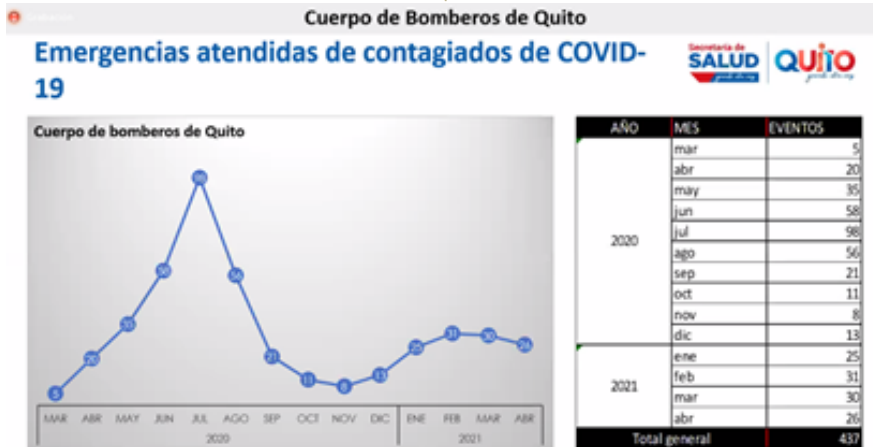 Cuerpo de Bomberos de Quito
Emergencias atendidas de contagiados de COVID-
19
Secretaría de
SALUD
QUITO
Cuerpo de bomberos de Quito
5
20
35
58
98
56
21
11
8
13
25
31
30
26
MAR ABR MAY JUN JUL AGO SEP OCT NOV DIC ENE FEB MAR ABR
2020 2021
AÑO MES EVENTOS
2020
mar 5
abr 20
may 35
jun 58
jul 98
ago 56
sep 21
oct 11
nov 8
dic 13
2021
ene 25
feb 31
mar 30
abr 26
Total general 437